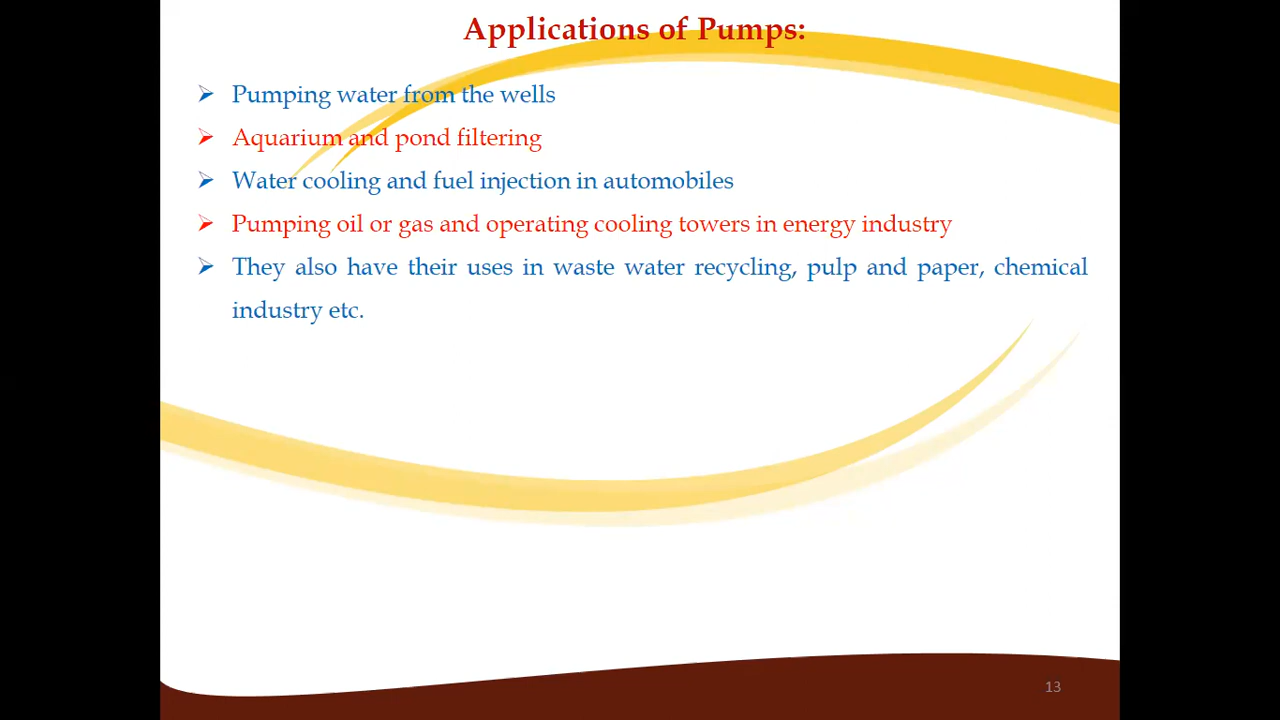 Applications of Pumps:
Pumping water from the wells
Aquarium and pond filtering
Water cooling and fuel injection in automobiles
Pumping oil or gas and operating cooling towers in energy industry
They also have their uses in waste water recycling, pulp and paper, chemical
industry etc.
13